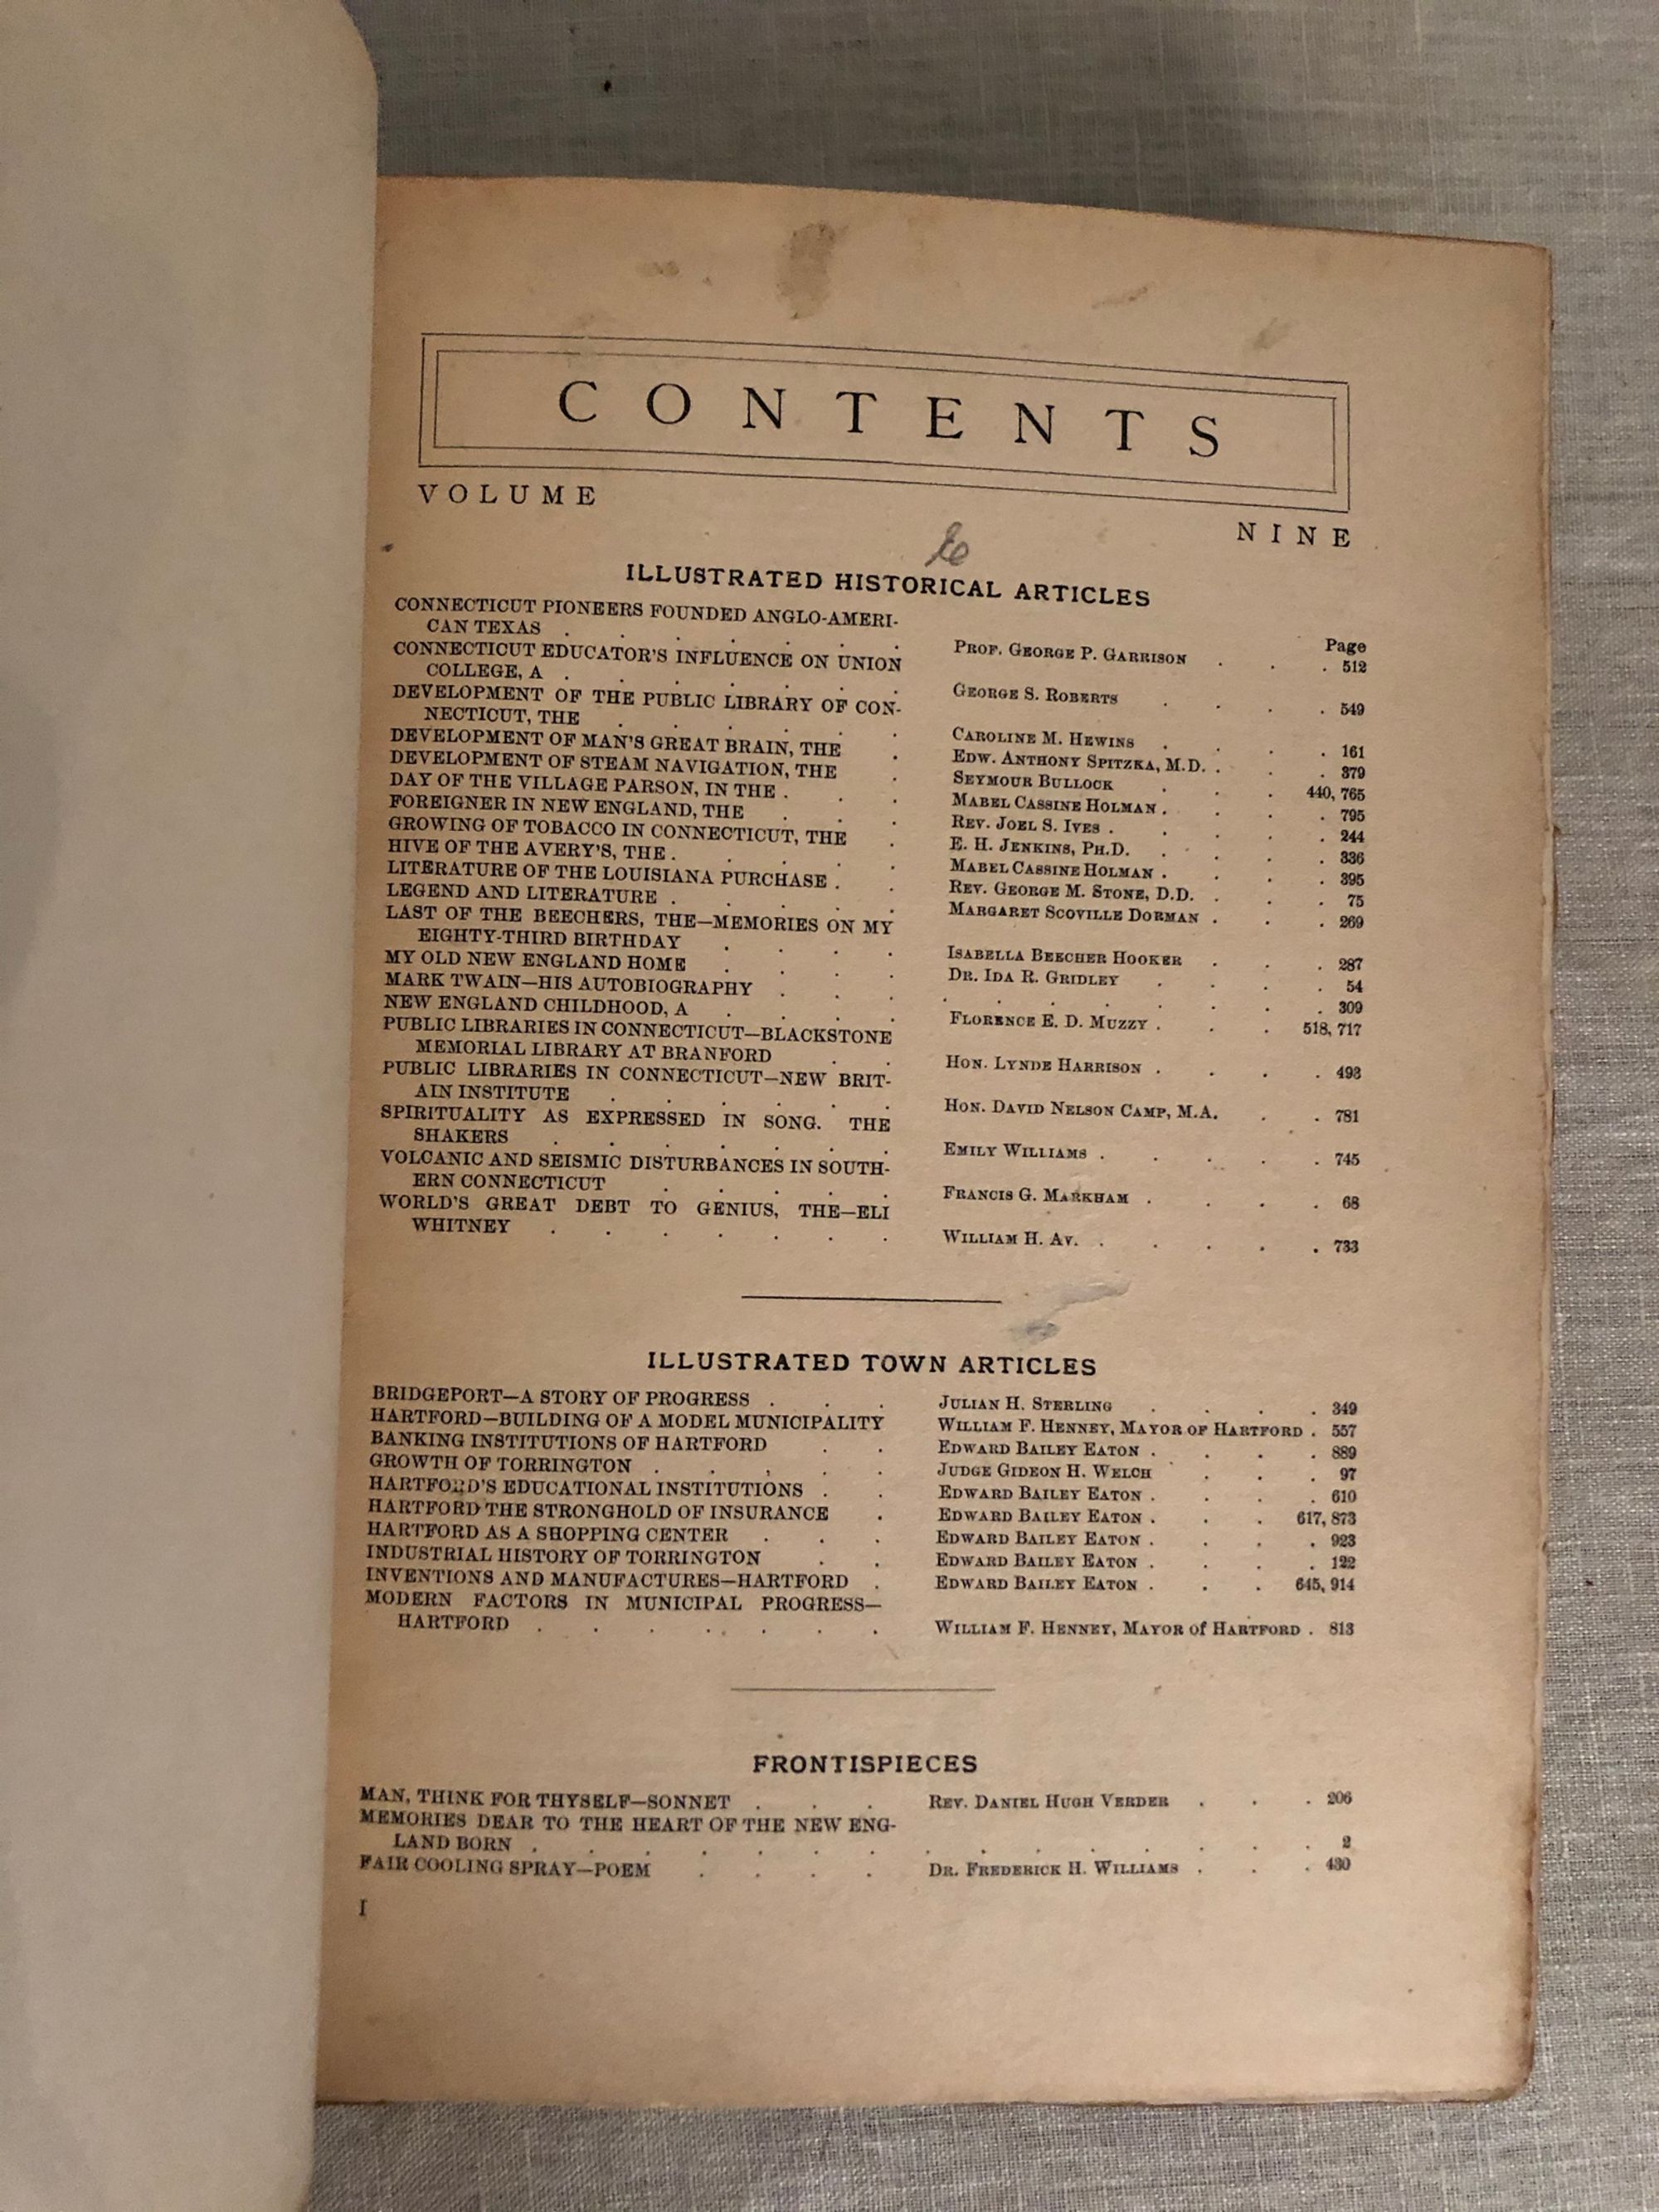 CONTENTS
VOLUME NINE
ILLUSTRATED HISTORICAL ARTICLES
Page
CONNECTICUT PIONEERS FOUNDED ANGLO-AMERI-
CAN TEXAS . . . . . . . PROF. GEORGE P. GARRISON . . . 512
CONNECTICUT EDUCATOR'S INFLUENCE ON UNION
COLLEGE, A . . . . . . . GEORGE S. ROBERTS . . . . 549
DEVELOPMENT OF THE PUBLIC LIBRARY OF CON-
NECTICUT, THE . . . . . . CAROLINE M. HEWINS . . . . 161
DEVELOPMENT OF MAN'S GREAT BRAIN, THE . EDW. ANTHONY SPITZKA, M.D. . . . 379
DEVELOPMENT OF STEAM NAVIGATION, THE . SEYMOUR BULLOCK . . . 440, 765
DAY OF THE VILLAGE PARSON, IN THE . . . MABEL CASSINE HOLMAN . . . . 795
FOREIGNER IN NEW ENGLAND, THE . . . REV. JOEL S. IVES . . . . . 244
GROWING OF TOBACCO IN CONNECTICUT, THE . E. H. JENKINS, PH.D. . . . . 336
HIVE OF THE AVERY'S, THE . . . . . MABEL CASSINE HOLMAN . . . . 395
LITERATURE OF THE LOUISIANA PURCHASE . . REV. GEORGE M. STONE, D.D. . . . 75
LEGEND AND LITERATURE . . . . . MARGARET SCOVILLE DORMAN . . . 269
LAST OF THE BEECHERS, THE—MEMORIES ON MY
EIGHTY-THIRD BIRTHDAY . . . . ISABELLA BEECHER HOOKER . . . 287
MY OLD NEW ENGLAND HOME . . . . DR. IDA R. GRIDLEY . . . . 54
MARK TWAIN—HIS AUTOBIOGRAPHY . . . . . . . . . . 309
NEW ENGLAND CHILDHOOD, A . . . . FLORENCE E. D. MUZZY . . . 518, 717
PUBLIC LIBRARIES IN CONNECTICUT—BLACKSTONE
MEMORIAL LIBRARY AT BRANFORD . . HON. LYNDE HARRISON . . . . 493
PUBLIC LIBRARIES IN CONNECTICUT—NEW BRIT-
AIN INSTITUTE . . . . . . HON. DAVID NELSON CAMP, M.A. . . 781
SPIRITUALITY AS EXPRESSED IN SONG. THE
SHAKERS . . . . . . . EMILY WILLIAMS . . . . . 745
VOLCANIC AND SEISMIC DISTURBANCES IN SOUTH-
ERN CONNECTICUT . . . . . FRANCIS G. MARKHAM . . . . 68
WORLD'S GREAT DEBT TO GENIUS, THE—ELI
WHITNEY . . . . . . . WILLIAM H. AV. . . . . . 733
ILLUSTRATED TOWN ARTICLES
BRIDGEPORT—A STORY OF PROGRESS . . . JULIAN H. STERLING . . . . 349
HARTFORD—BUILDING OF A MODEL MUNICIPALITY WILLIAM F. HENNEY, MAYOR OF HARTFORD . 557
BANKING INSTITUTIONS OF HARTFORD . . EDWARD BAILEY EATON . . . . 889
GROWTH OF TORRINGTON . . . . . JUDGE GIDEON H. WELCH . . . 97
HARTFORD'S EDUCATIONAL INSTITUTIONS . . EDWARD BAILEY EATON . . . . 610
HARTFORD THE STRONGHOLD OF INSURANCE . EDWARD BAILEY EATON . . . 617, 873
HARTFORD AS A SHOPPING CENTER . . . EDWARD BAILEY EATON . . . . 923
INDUSTRIAL HISTORY OF TORRINGTON . . EDWARD BAILEY EATON . . . . 122
INVENTIONS AND MANUFACTURES—HARTFORD . EDWARD BAILEY EATON . . . 645, 914
MODERN FACTORS IN MUNICIPAL PROGRESS—
HARTFORD . . . . . . . WILLIAM F. HENNEY, MAYOR of HARTFORD . 813
FRONTISPIECES
MAN, THINK FOR THYSELF—SONNET . . . REV. DANIEL HUGH VERDER . . . 206
MEMORIES DEAR TO THE HEART OF THE NEW ENG-
LAND BORN . . . . . . . . . . . . . . 2
FAIR COOLING SPRAY—POEM . . . . DR. FREDERICK H. WILLIAMS . . . 430
I